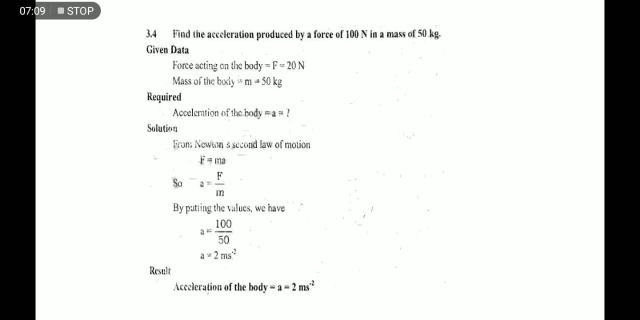 07:09 STOP
3.4 Find the acceleration produced by a force of 100 N in a mass of 50 kg.
Given Data
Force acting on the body = F = 20 N
Mass of the body = m = 50 kg
Required
Acceleration of the body = a = ?
Solution
From Newton s second law of motion
F = ma
So a = F/m
By putting the values, we have
a = 100/50
a = 2 ms⁻²
Result
Acceleration of the body = a = 2 ms⁻²